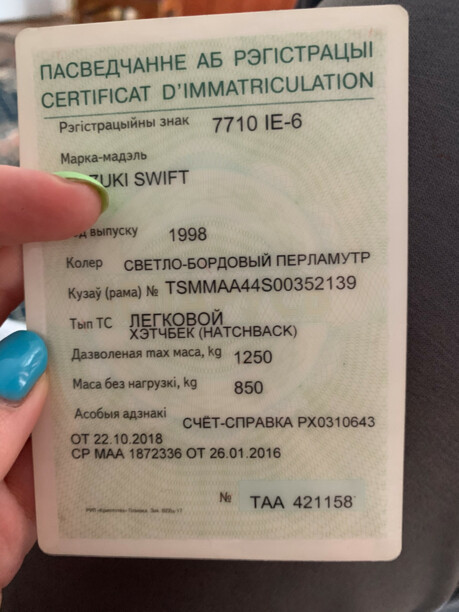 ПАСВЕДЧАННЕ АБ РЭГІСТРАЦЫІ
CERTIFICAT D'IMMATRICULATION
Рэгістрацыйны знак 7710 IE-6
Марка-мадэль
SWIFT
выпуску 1998
Колер СВЕТЛО-БОРДОВЫЙ ПЕРЛАМУТР
Кузаў (рама) № TSMMAA44S00352139
Тып ТС ЛЕГКОВОЙ
ХЭТЧБЕК (HATCHBACK)
Дазволеная max маса, kg 1250
Маса без нагрузкі, kg 850
Асобыя адзнакі СЧЁТ-СПРАВКА РХ0310643
ОТ 22.10.2018
СР МАА 1872336 ОТ 26.01.2016
№ ТАА 421158